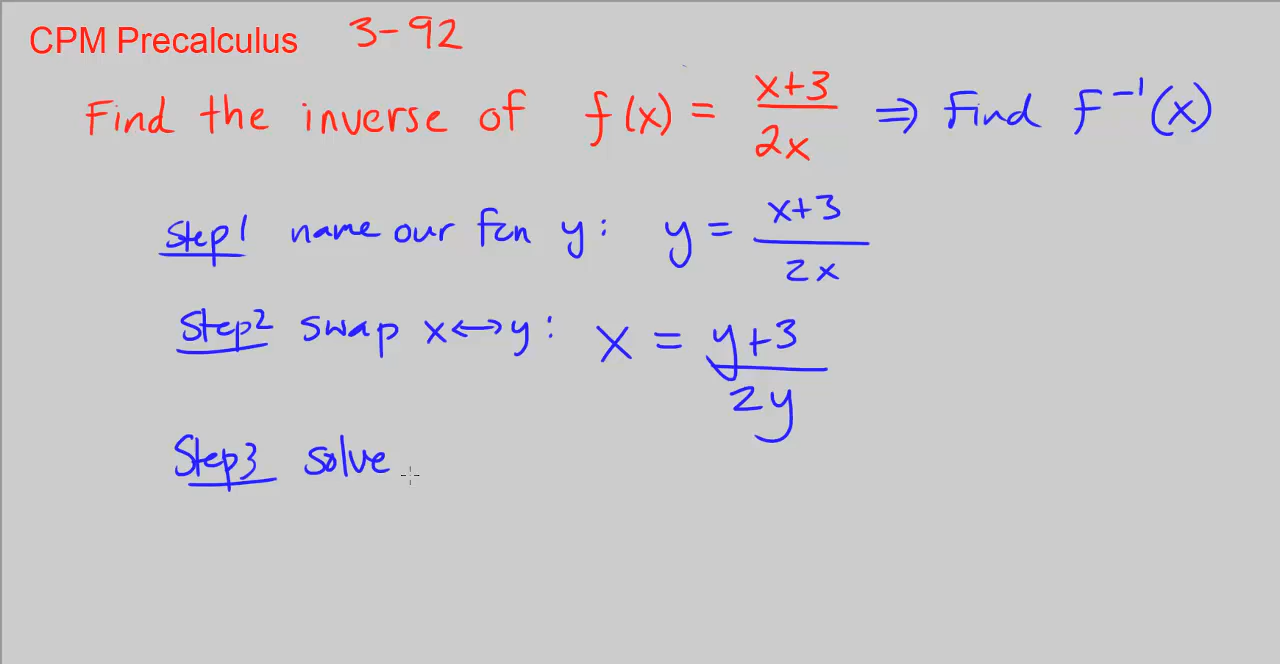 CPM Precalculus 3-92
Find the inverse of f(x) = x+3 / 2x ⇒ Find f⁻¹(x)
Step1 name our fcn y: y = x+3 / 2x
Step2 swap x↔y: x = y+3 / 2y
Step3 solve